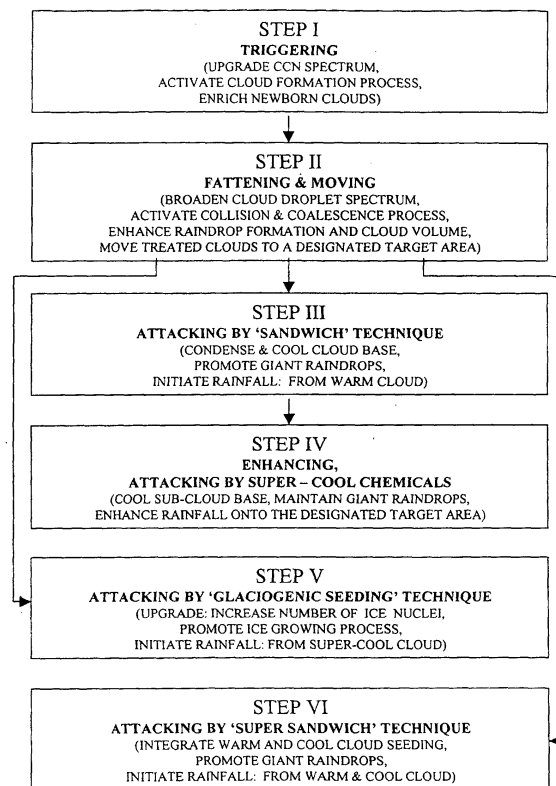 STEP I
TRIGGERING
(UPGRADE CCN SPECTRUM,
ACTIVATE CLOUD FORMATION PROCESS,
ENRICH NEWBORN CLOUDS)
STEP II
FATTENING & MOVING
(BROADEN CLOUD DROPLET SPECTRUM,
ACTIVATE COLLISION & COALESCENCE PROCESS,
ENHANCE RAINDROP FORMATION AND CLOUD VOLUME,
MOVE TREATED CLOUDS TO A DESIGNATED TARGET AREA)
STEP III
ATTACKING BY 'SANDWICH' TECHNIQUE
(CONDENSE & COOL CLOUD BASE,
PROMOTE GIANT RAINDROPS,
INITIATE RAINFALL: FROM WARM CLOUD)
STEP IV
ENHANCING,
ATTACKING BY SUPER – COOL CHEMICALS
(COOL SUB-CLOUD BASE, MAINTAIN GIANT RAINDROPS,
ENHANCE RAINFALL ONTO THE DESIGNATED TARGET AREA)
STEP V
ATTACKING BY 'GLACIOGENIC SEEDING' TECHNIQUE
(UPGRADE: INCREASE NUMBER OF ICE NUCLEI,
PROMOTE ICE GROWING PROCESS,
INITIATE RAINFALL: FROM SUPER-COOL CLOUD)
STEP VI
ATTACKING BY 'SUPER SANDWICH' TECHNIQUE
(INTEGRATE WARM AND COOL CLOUD SEEDING,
PROMOTE GIANT RAINDROPS,
INITIATE RAINFALL: FROM WARM & COOL CLOUD)